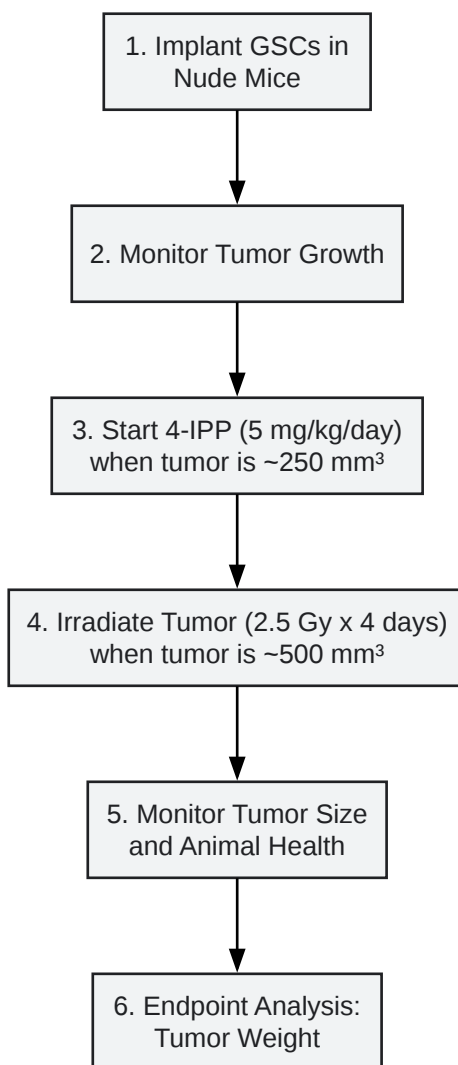 1. Implant GSCs in
Nude Mice
2. Monitor Tumor Growth
3. Start 4-IPP (5 mg/kg/day)
when tumor is ~250 mm³
4. Irradiate Tumor (2.5 Gy x 4 days)
when tumor is ~500 mm³
5. Monitor Tumor Size
and Animal Health
6. Endpoint Analysis:
Tumor Weight